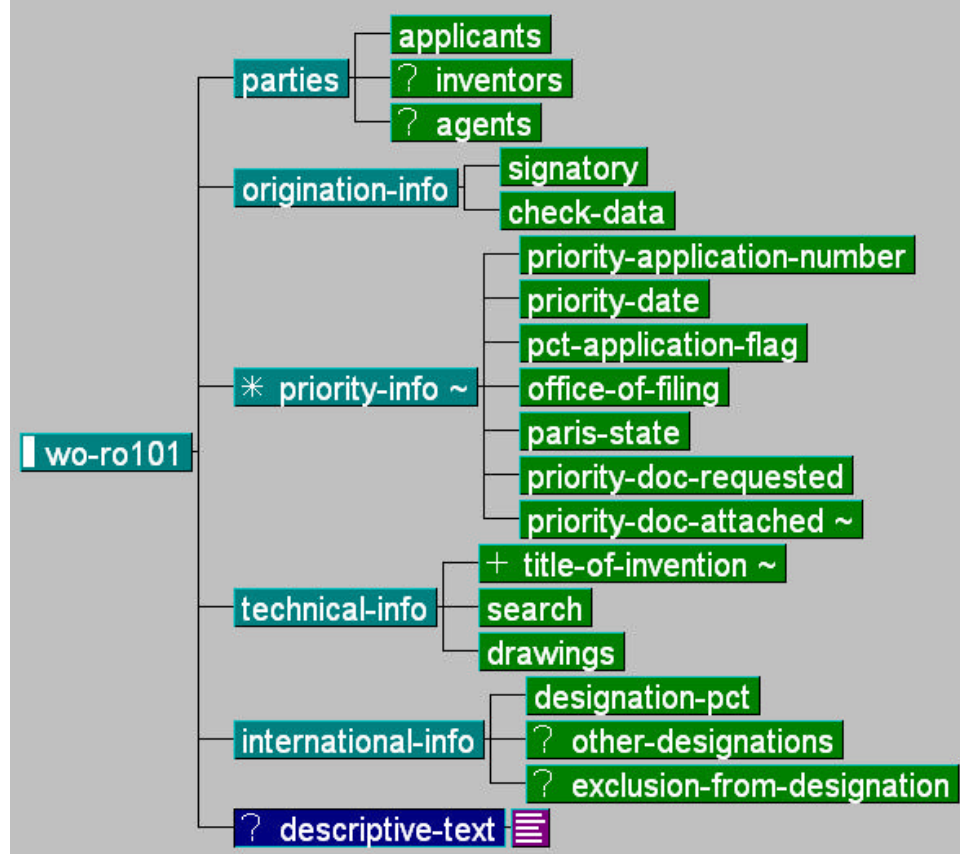 applicants
parties
? inventors
? agents
signatory
origination-info
check-data
priority-application-number
priority-date
pct-application-flag
* priority-info ~
office-of-filing
paris-state
wo-ro101
priority-doc-requested
priority-doc-attached ~
+ title-of-invention ~
technical-info
search
drawings
designation-pct
international-info
? other-designations
? exclusion-from-designation
? descriptive-text